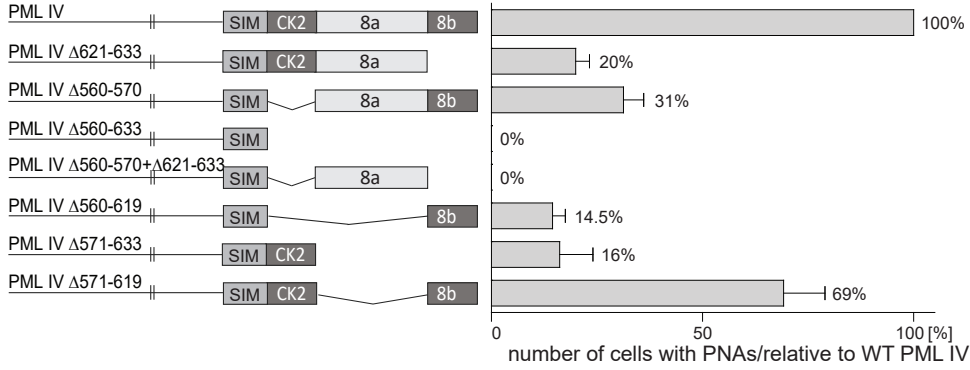 PML IV
SIM CK2 8a 8b
100%
PML IV Δ621-633
SIM CK2 8a
20%
PML IV Δ560-570
SIM 8a 8b
31%
PML IV Δ560-633
SIM
0%
PML IV Δ560-570+Δ621-633
SIM 8a
0%
PML IV Δ560-619
SIM 8b
14.5%
PML IV Δ571-633
SIM CK2
16%
PML IV Δ571-619
SIM CK2 8b
69%
0 50 100 [%]
number of cells with PNAs/relative to WT PML IV